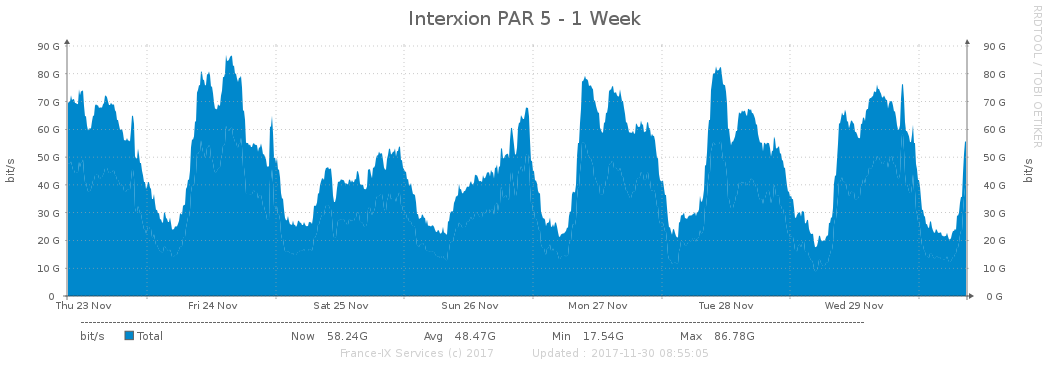 Interxion PAR 5 - 1 Week
RRDTOOL / TOBI OETIKER
90 G 90 G
80 G 80 G
70 G 70 G
60 G 60 G
50 G 50 G
40 G 40 G
30 G 30 G
20 G 20 G
10 G 10 G
0 0 G
bit/s
bit/s
Thu 23 Nov Fri 24 Nov Sat 25 Nov Sun 26 Nov Mon 27 Nov Tue 28 Nov Wed 29 Nov
bit/s Total Now 58.24G Avg 48.47G Min 17.54G Max 86.78G
France-IX Services (c) 2017 Updated : 2017-11-30 08:55:05